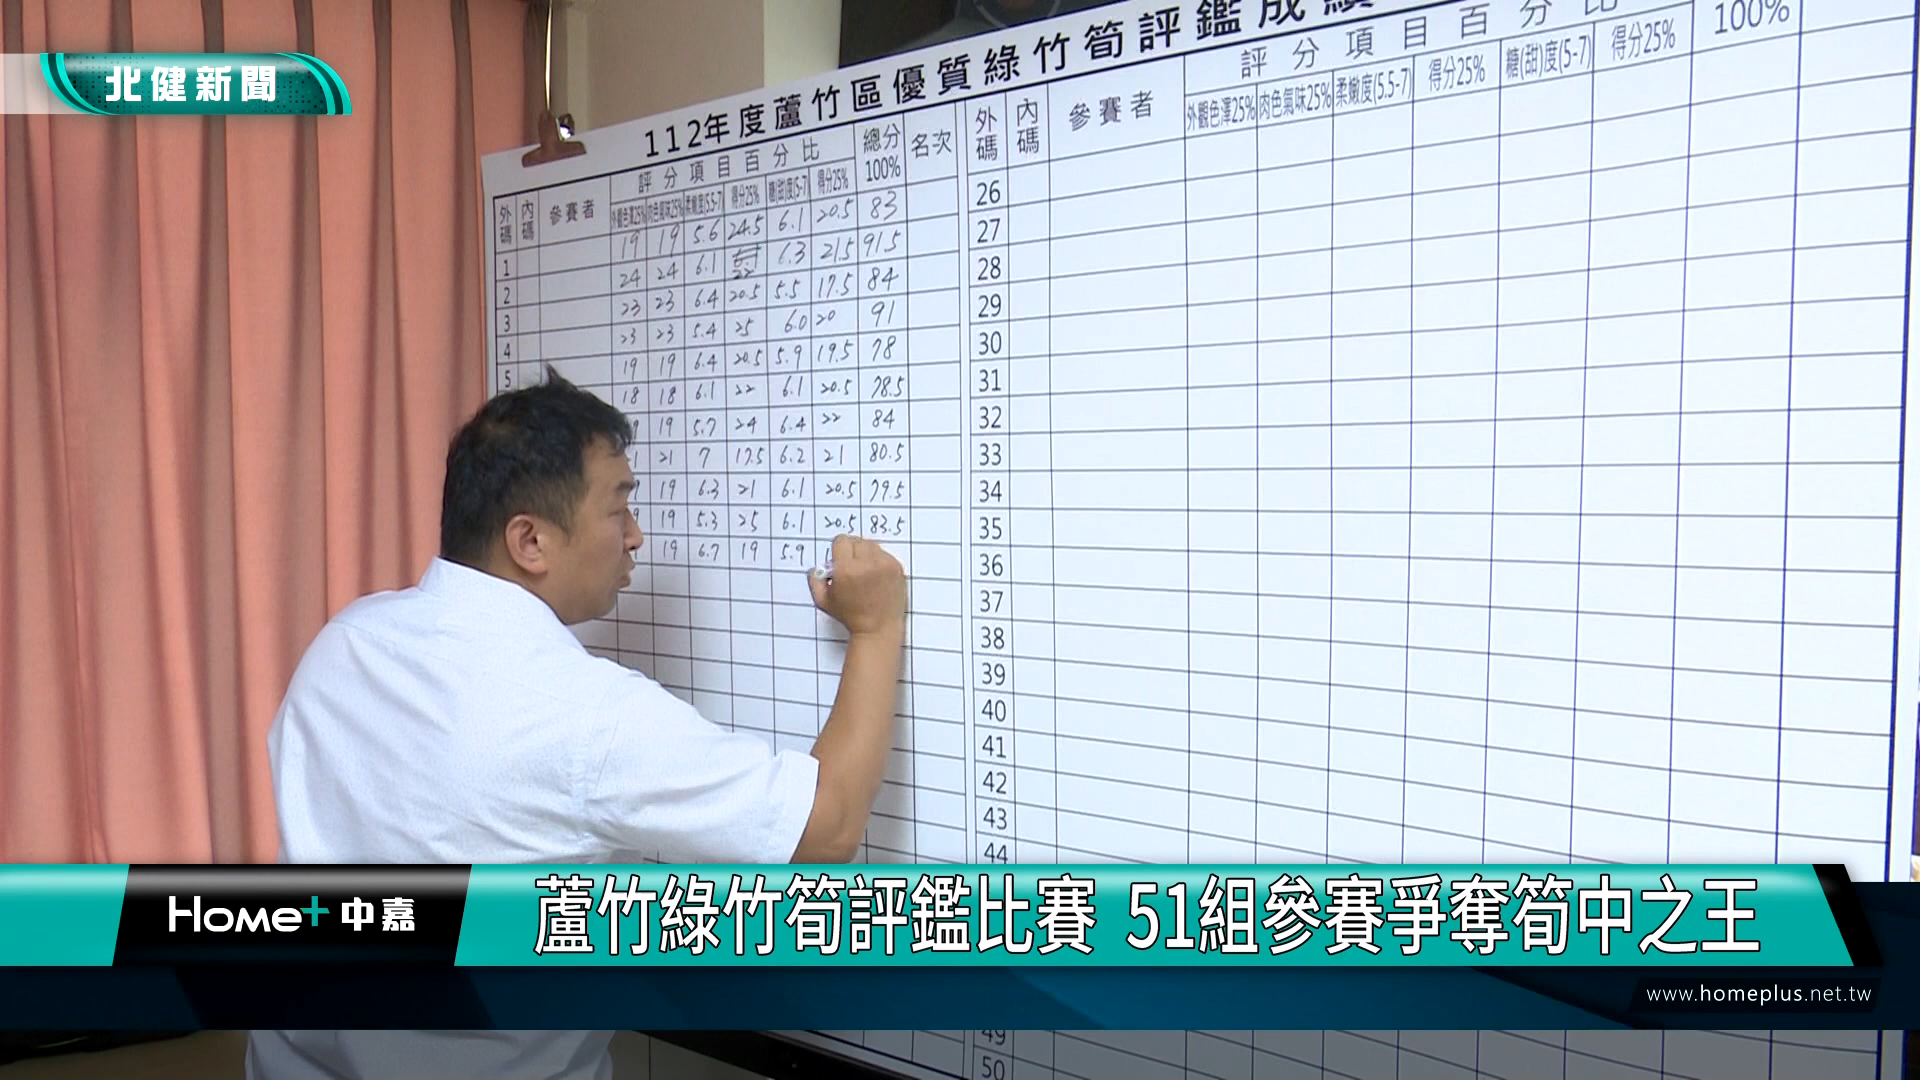 北健新聞
112年度蘆竹區優質綠竹筍評鑑成績
評分項目百分比
總分
100%
名次
外碼 內碼 參賽者
外觀色澤25% 肉色氣味25% 柔嫩度(5.5-7) 得分25% 糖(甜)度(5-7) 得分25%
19 19 5.6 24.5 6.1 20.5 83
1 24 24 6.1 22 6.3 21.5 91.5
2 23 23 6.4 20.5 5.5 17.5 84
3 23 23 5.4 25 6.0 20 91
4 19 19 6.4 20.5 5.9 19.5 78
5 18 18 6.1 22 6.1 20.5 78.5
19 5.7 24 6.4 22 84
21 7 17.5 6.2 21 80.5
19 6.3 21 6.1 20.5 79.5
19 5.3 25 6.1 20.5 83.5
19 6.7 19 5.9
評分項目百分比
100%
外碼 內碼 參賽者
外觀色澤25% 肉色氣味25% 柔嫩度(5.5-7) 得分25% 糖(甜)度(5-7) 得分25%
26
27
28
29
30
31
32
33
34
35
36
37
38
39
40
41
42
43
44
49
50
Home+中嘉
蘆竹綠竹筍評鑑比賽 51組參賽爭奪筍中之王
www.homeplus.net.tw